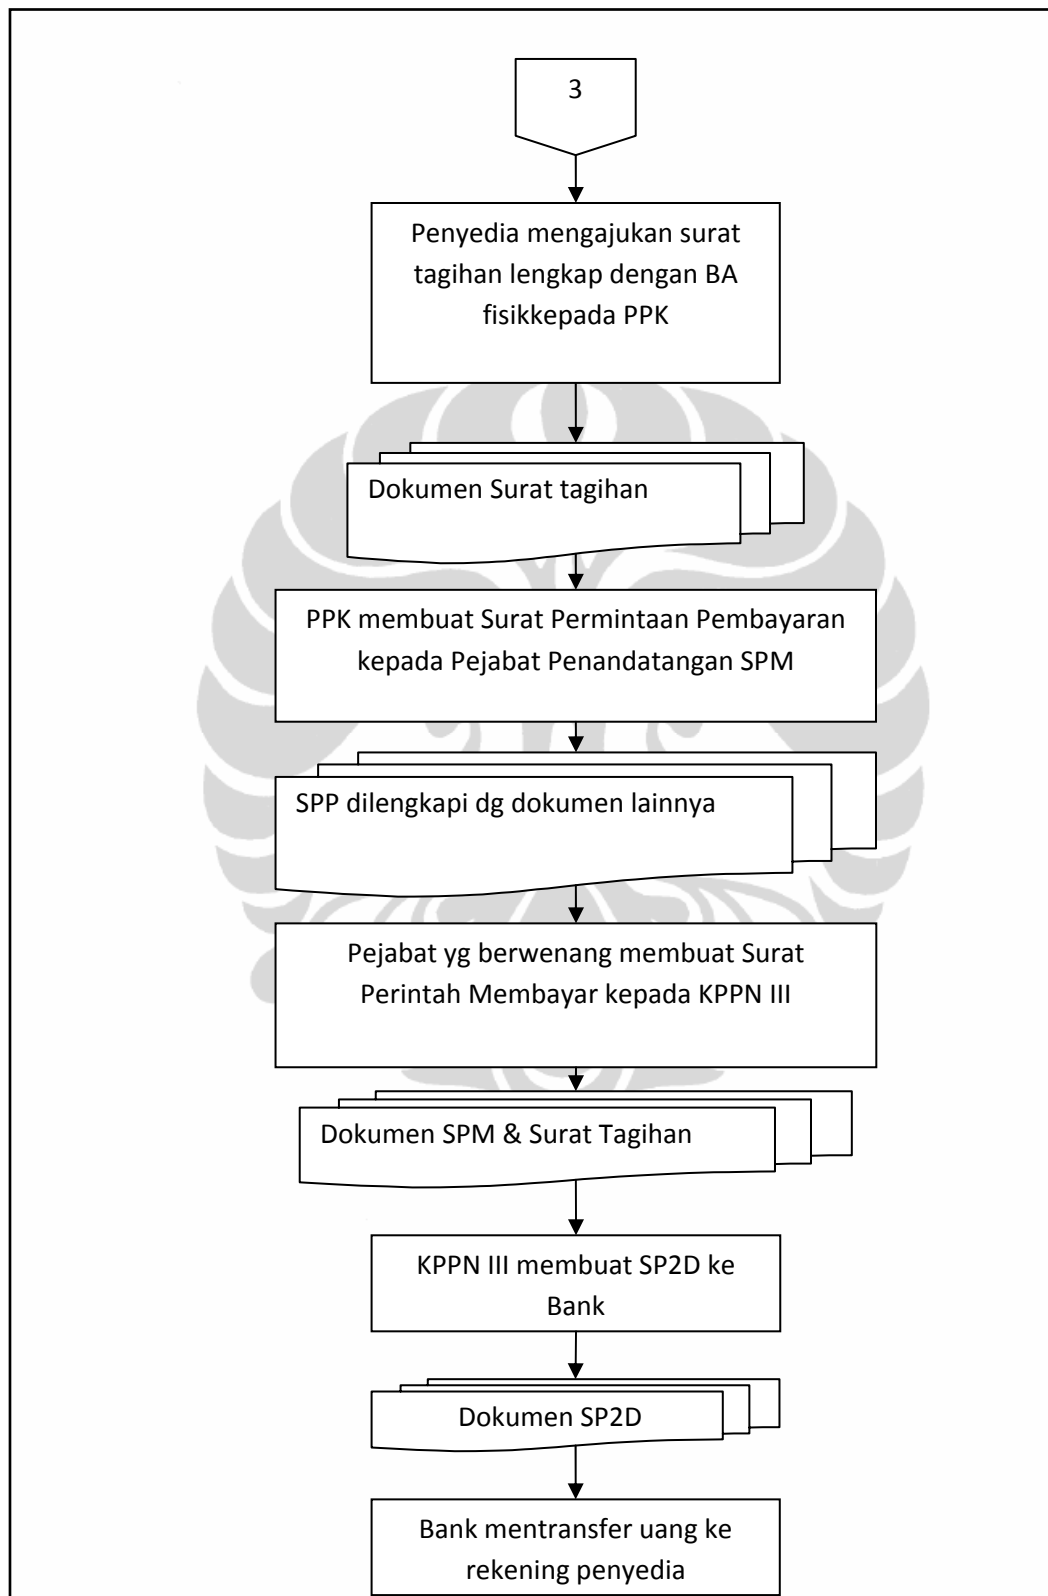 3
Penyedia mengajukan surat
tagihan lengkap dengan BA
fisikkepada PPK
Dokumen Surat tagihan
PPK membuat Surat Permintaan Pembayaran
kepada Pejabat Penandatangan SPM
SPP dilengkapi dg dokumen lainnya
Pejabat yg berwenang membuat Surat
Perintah Membayar kepada KPPN III
Dokumen SPM & Surat Tagihan
KPPN III membuat SP2D ke
Bank
Dokumen SP2D
Bank mentransfer uang ke
rekening penyedia